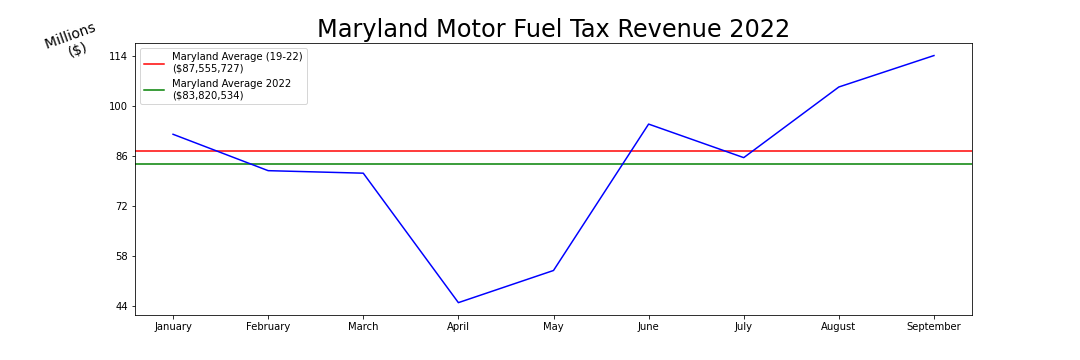 Maryland Motor Fuel Tax Revenue 2022
Millions
($)
Maryland Average (19-22)
($87,555,727)
Maryland Average 2022
($83,820,534)
114
100
86
72
58
44
January February March April May June July August September